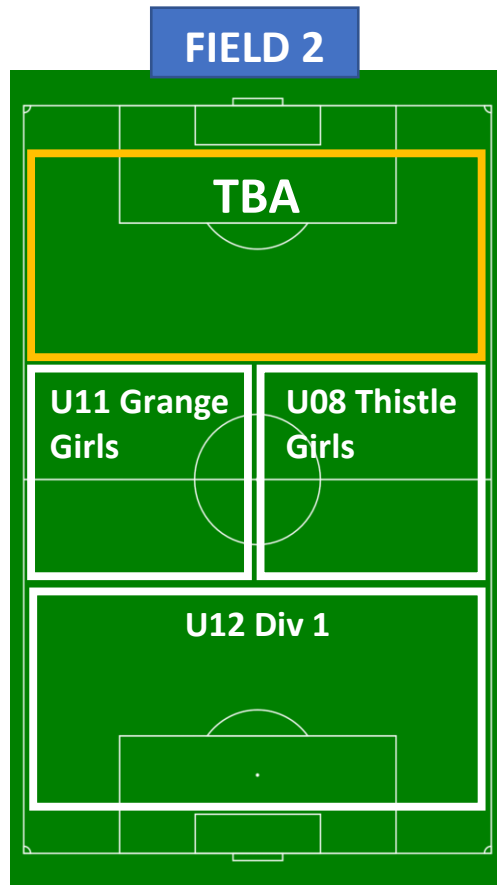 FIELD 2
TBA
U11 Grange
Girls
U08 Thistle
Girls
U12 Div 1